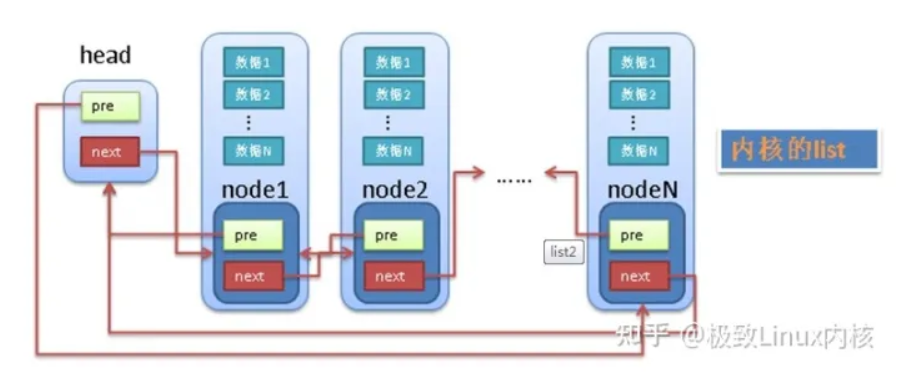 head
pre
next
数据1
数据2
⋮
数据N
node1
pre
next
数据1
数据2
⋮
数据N
node2
pre
next
……
数据1
数据2
⋮
数据N
nodeN
pre
next
list2
内核的list
知乎 @极致Linux内核